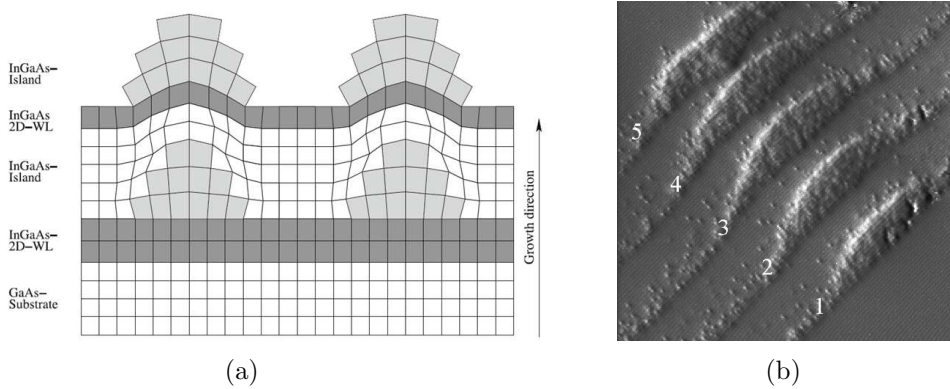 InGaAs–
Island
InGaAs
2D–WL
InGaAs–
Island
InGaAs–
2D–WL
GaAs–
Substrate
Growth direction
(a)
5
4
3
2
1
(b)